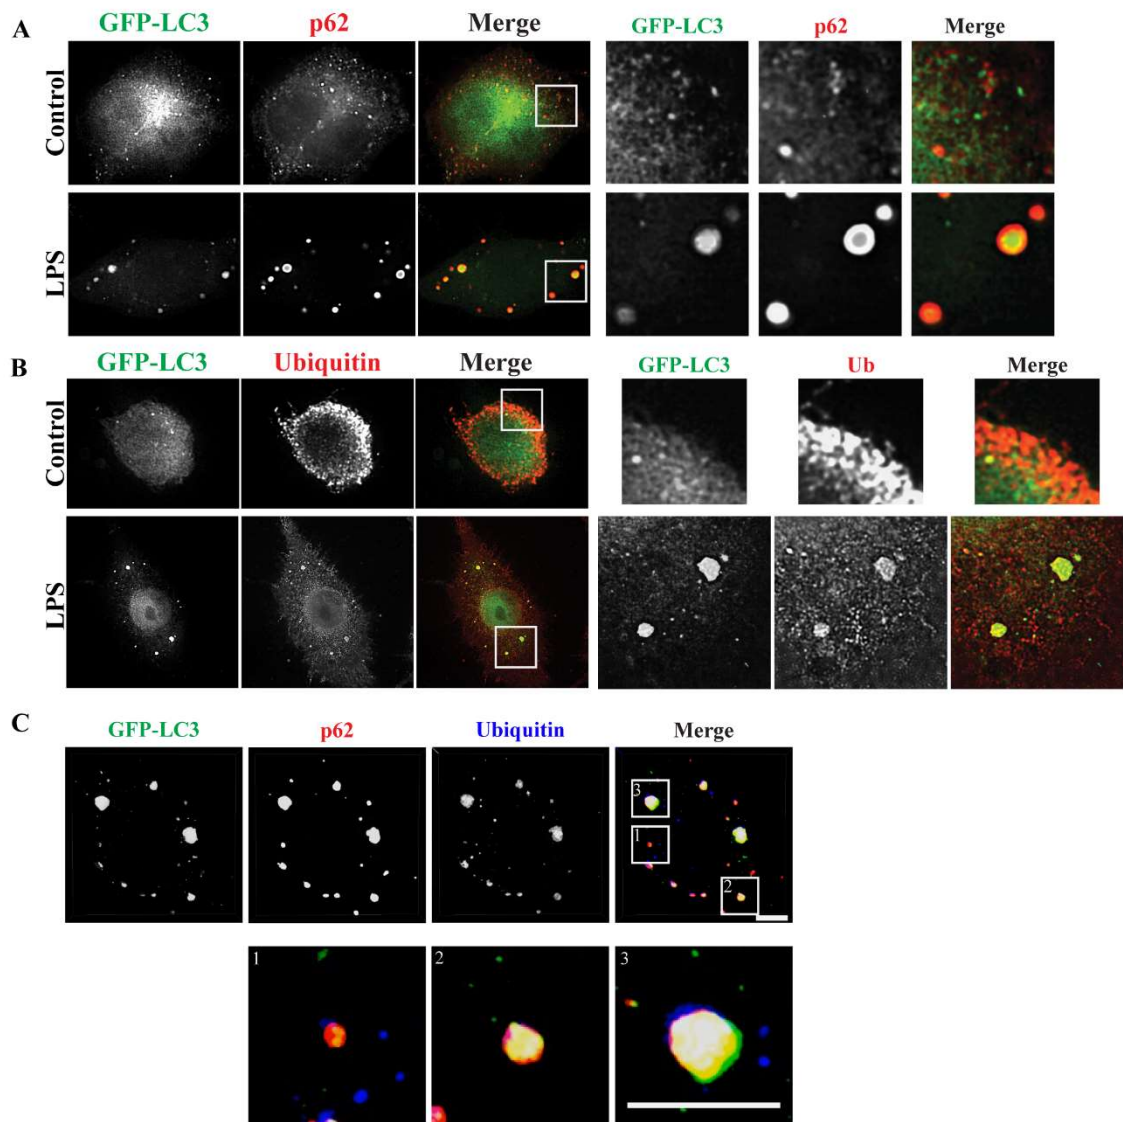 A
GFP-LC3 p62 Merge GFP-LC3 p62 Merge
Control
LPS
B
GFP-LC3 Ubiquitin Merge GFP-LC3 Ub Merge
Control
LPS
C
GFP-LC3 p62 Ubiquitin Merge
3
1
2
1 2 3